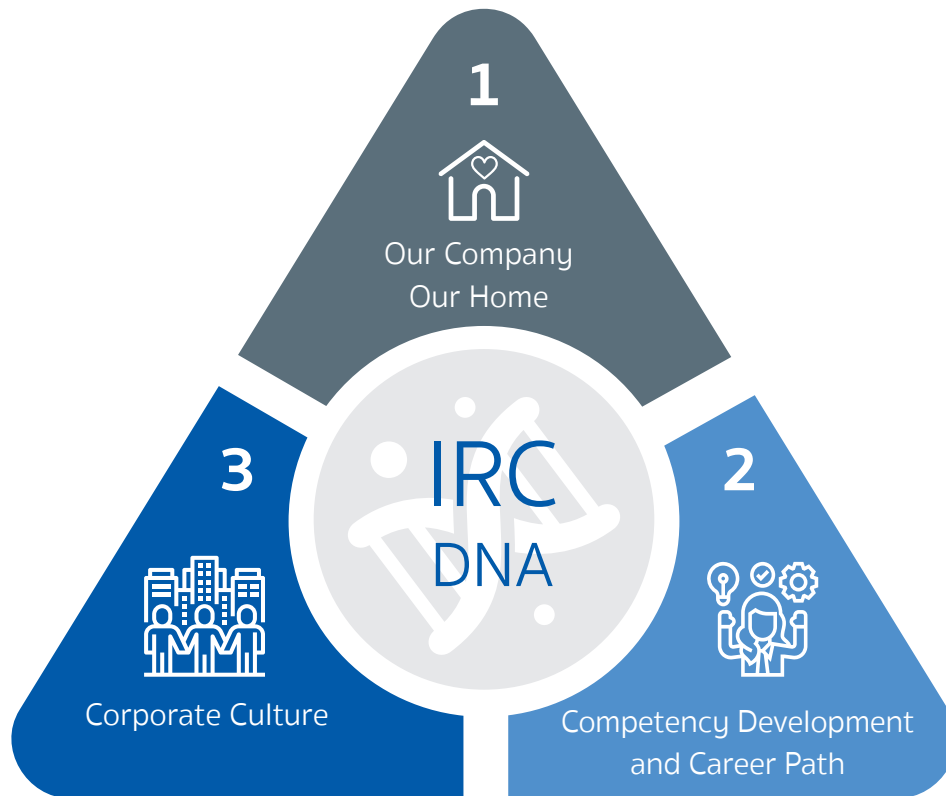 1
Our Company
Our Home
IRC
DNA
3
Corporate Culture
2
Competency Development
and Career Path